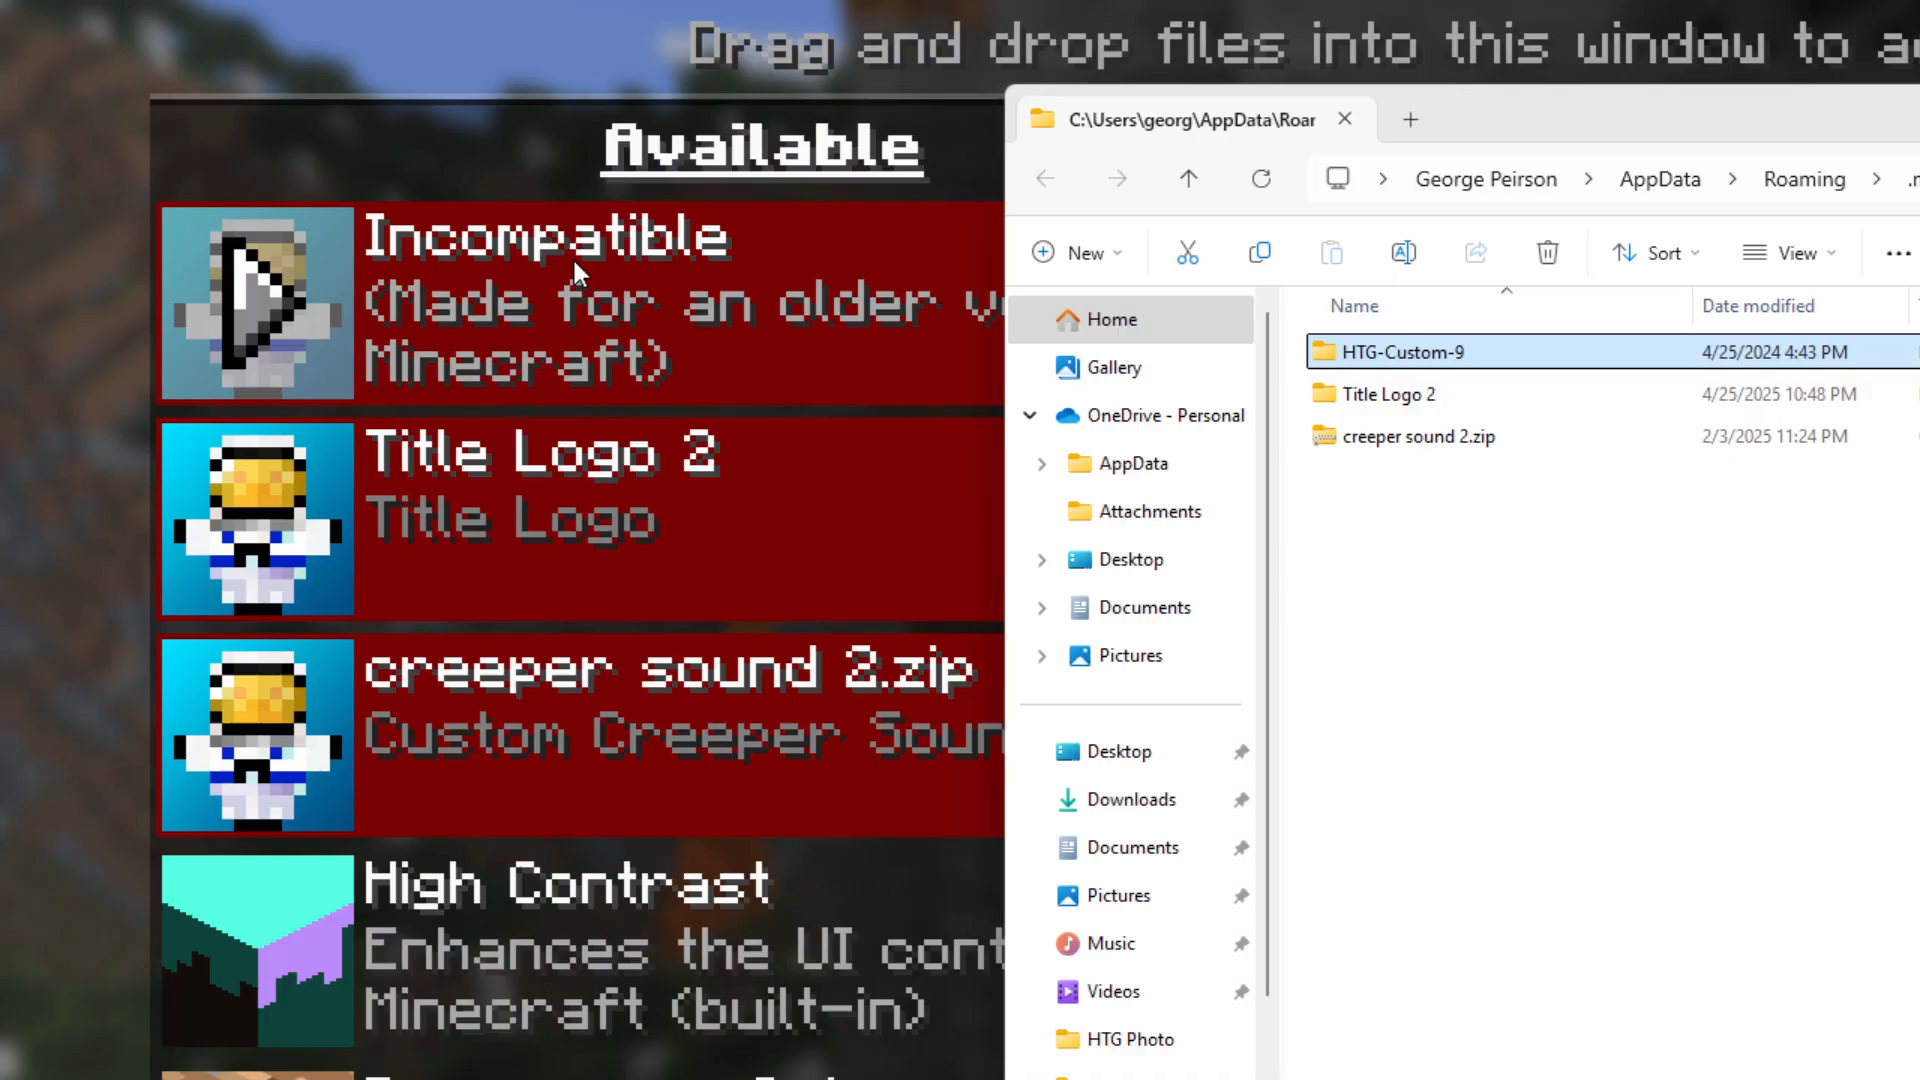 Drag and drop files into this window to
Available
Incompatible
(Made for an older
Minecraft)
Title Logo 2
Title Logo
creeper sound 2.zip
Custom Creeper Soun
High Contrast
Enhances the UI cont
Minecraft (built-in)
C:\Users\georg\AppData\Roar
George Peirson > AppData > Roaming >
New
Sort
View
Name
Date modified
HTG-Custom-9 4/25/2024 4:43 PM
Title Logo 2 4/25/2025 10:48 PM
creeper sound 2.zip 2/3/2025 11:24 PM
Home
Gallery
OneDrive - Personal
AppData
Attachments
Desktop
Documents
Pictures
Desktop
Downloads
Documents
Pictures
Music
Videos
HTG Photo